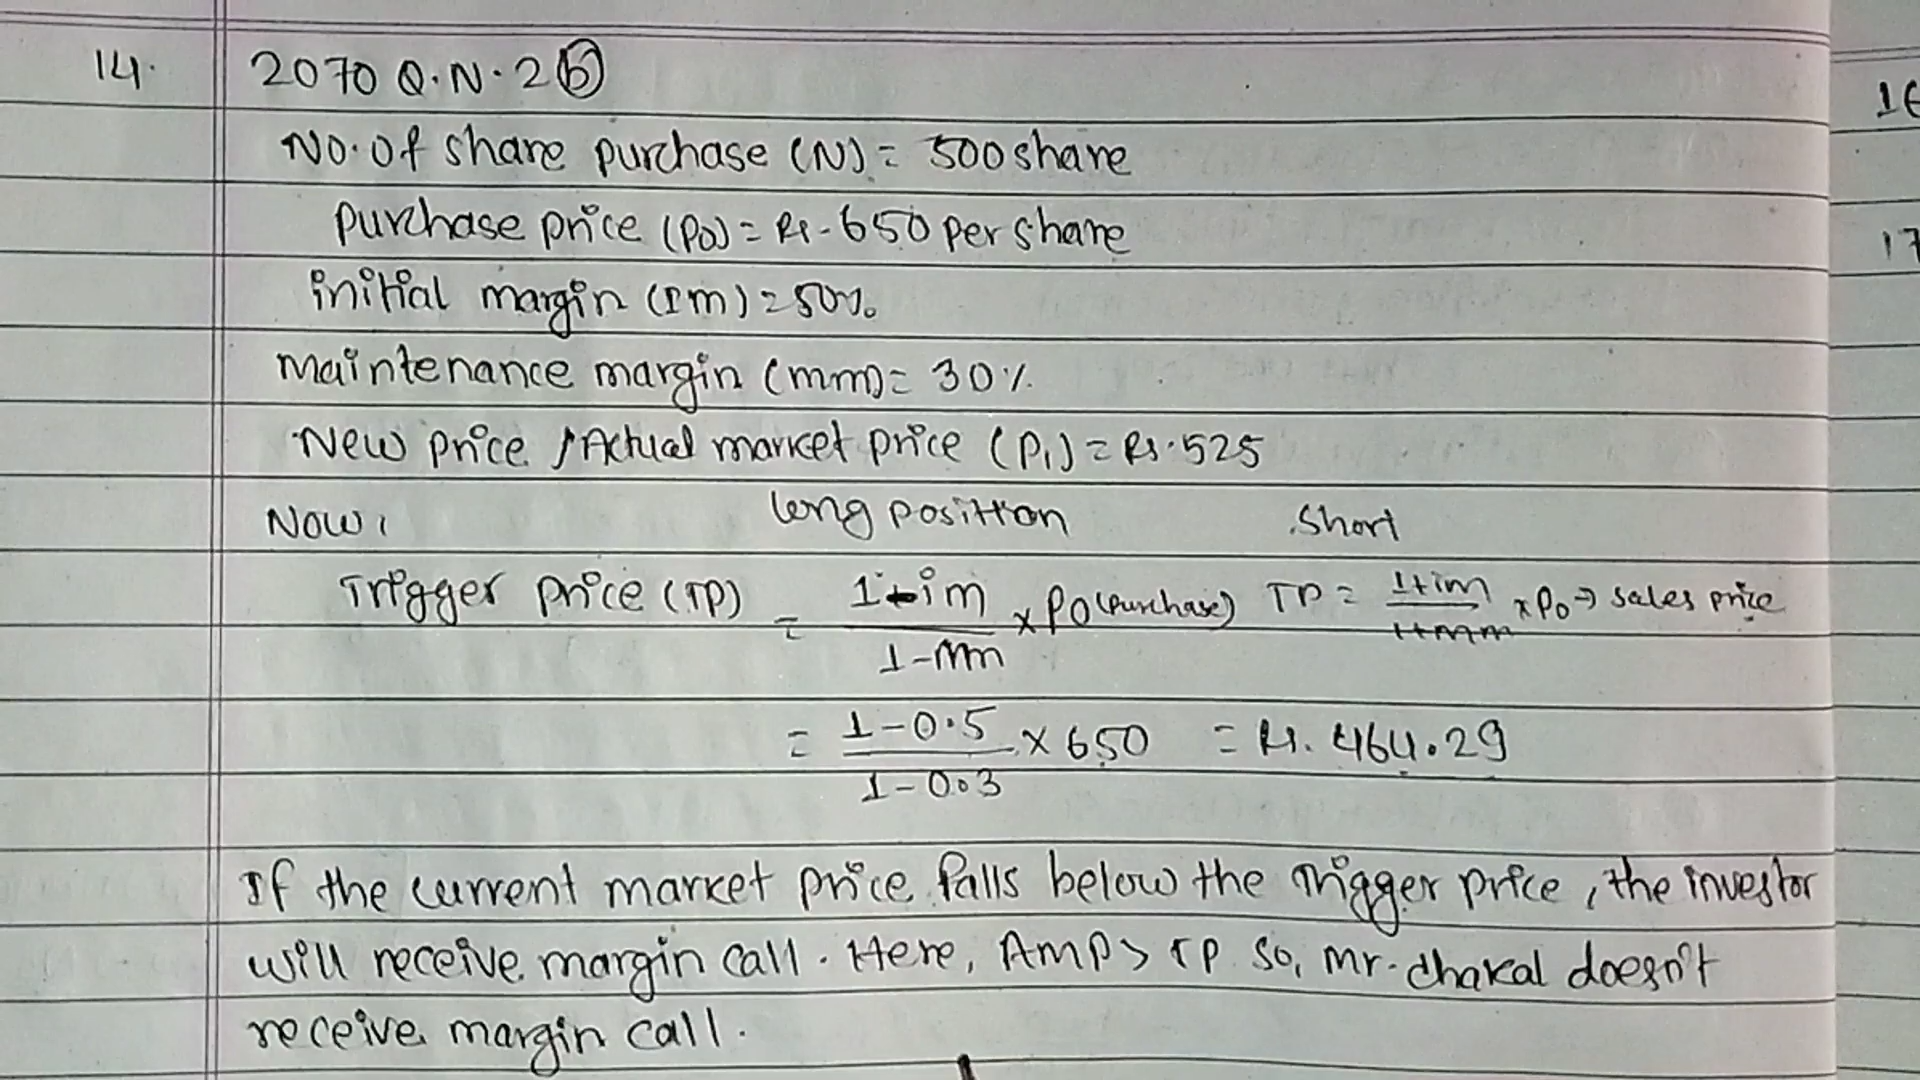 14. 2070 Q.N.2(b)
No. of share purchase (N) = 500 share
purchase price (P0) = Rs. 650 per share
initial margin (Im) = 50%
maintenance margin (mm) = 30%
New price / Actual market price (P1) = Rs. 525
Now, long position short
Trigger price (TP) = 1-im / 1-mm × P0 (purchase) TP = 1+im / 1+mm × P0 → sales price
= 1-0.5 / 1-0.3 × 650 = Rs. 464.29
If the current market price falls below the Trigger price, the investor
will receive margin call. Here, AMP > TP so, mr. dhakal doesn't
receive margin call.
16
17